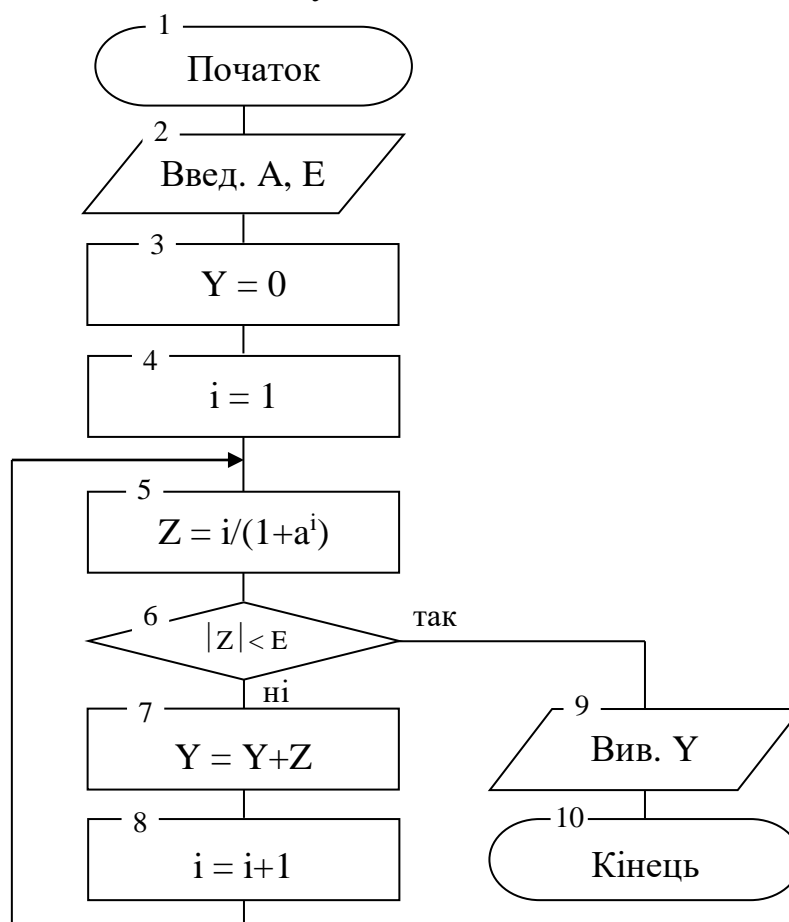 1
Початок
2
Введ. A, E
3
Y = 0
4
i = 1
5
Z = i/(1+aⁱ)
6
|Z| < E
так
ні
7
Y = Y+Z
8
i = i+1
9
Вив. Y
10
Кінець